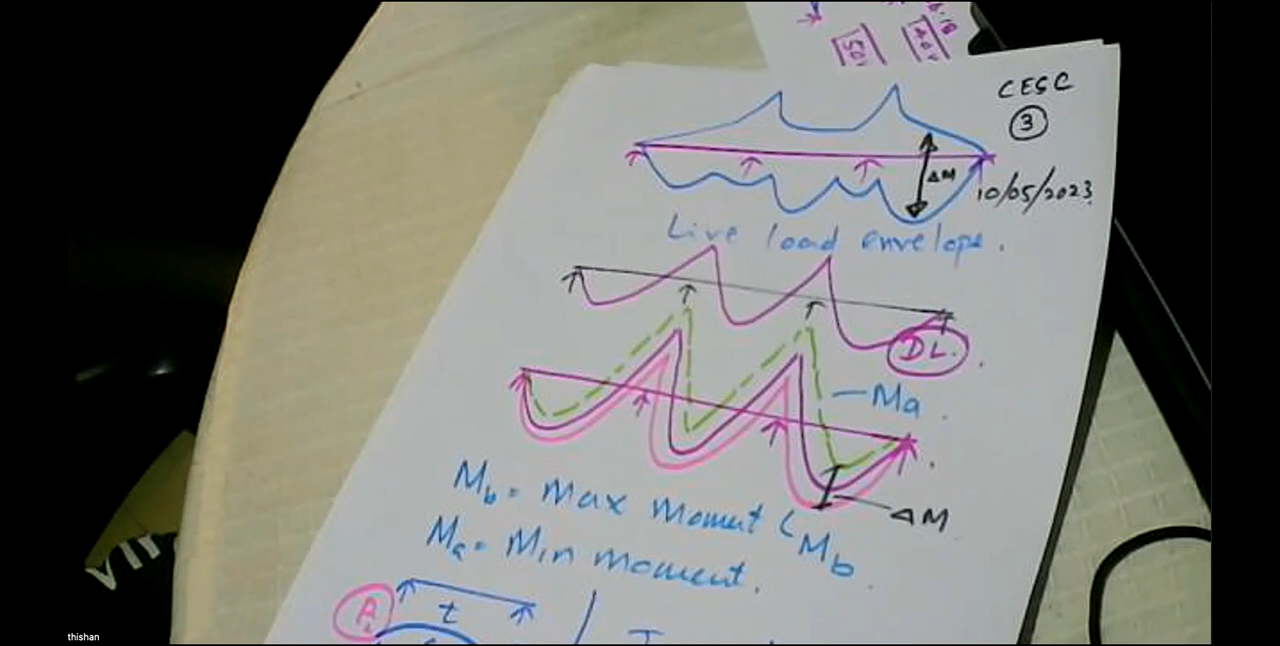 CESC
3
ΔM
10/05/2023
Live load envelope.
DL.
Ma
Mb = Max Moment
Ma = Min moment.
Mb
ΔM
A
t
VII
thishan